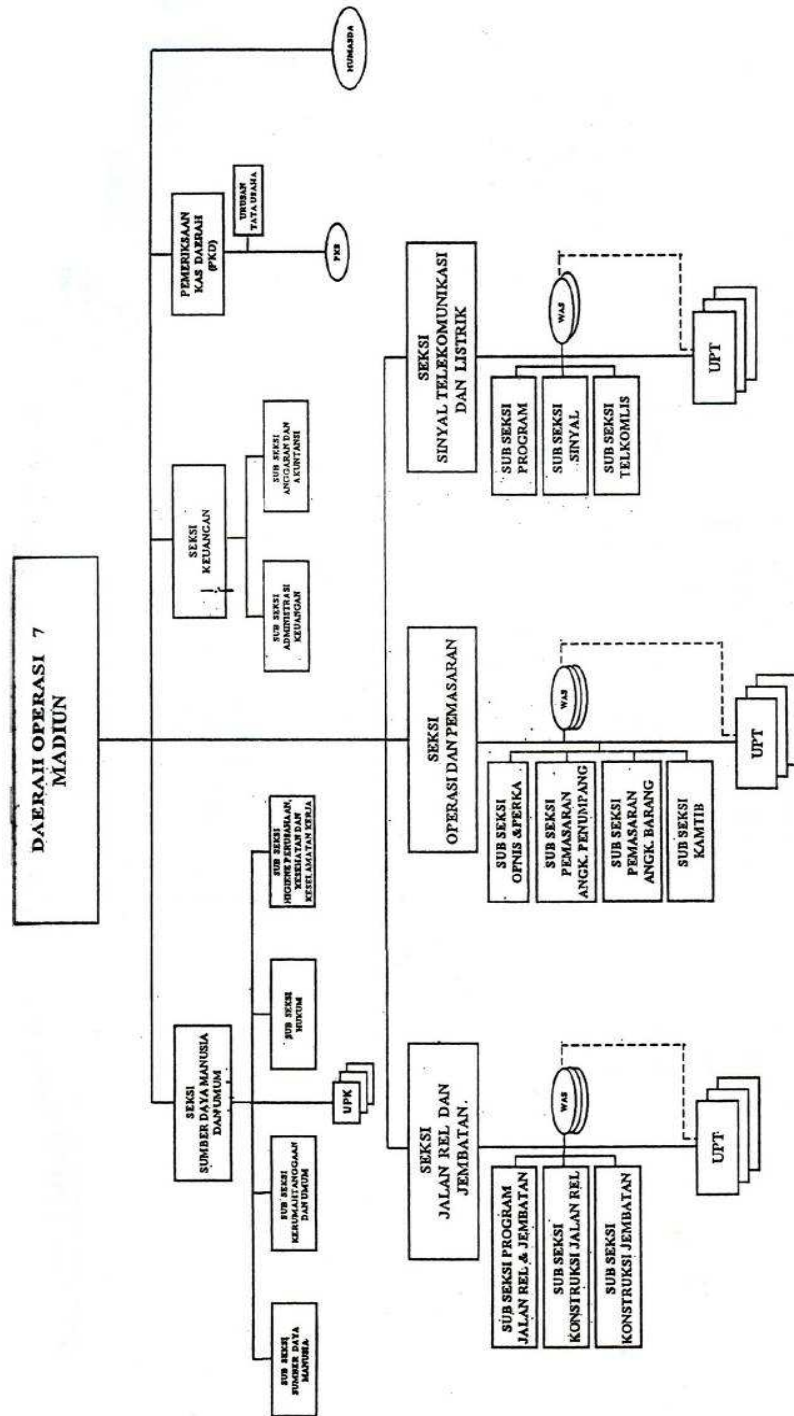 DAERAH OPERASI 7
MADIUN
SEKSI
SUMBER DAYA MANUSIA
DAN UMUM
SEKSI
KEUANGAN
PEMERIKSAAN
KAS DAERAH
(PKD)
HUMASDA
URUSAN
TATA USAHA
PKS
SUB SEKSI
SUMBER DAYA
MANUSIA
SUB SEKSI
KERUMAHTANGGAAN
DAN UMUM
UPK
SUB SEKSI
HUKUM
SUB SEKSI
HIGIENE PERUSAHAAN,
KESEHATAN DAN
KESELAMATAN KERJA
SUB SEKSI
ADMINISTRASI
KEUANGAN
SUB SEKSI
ANGGARAN DAN
AKUNTANSI
SEKSI
JALAN REL DAN
JEMBATAN.
SUB SEKSI PROGRAM
JALAN REL & JEMBATAN
SUB SEKSI
KONSTRUKSI JALAN REL
SUB SEKSI
KONSTRUKSI JEMBATAN
WAS
UPT
SEKSI
OPERASI DAN PEMASARAN
SUB SEKSI
OPNIS &PERKA
SUB SEKSI
PEMASARAN
ANGK. PENUMPANG
SUB SEKSI
PEMASARAN
ANGK. BARANG
SUB SEKSI
KAMTIB
WAS
UPT
SEKSI
SINYAL TELEKOMUNIKASI
DAN LISTRIK
SUB SEKSI
PROGRAM
SUB SEKSI
SINYAL
SUB SEKSI
TELKOMLIS
WAS
UPT